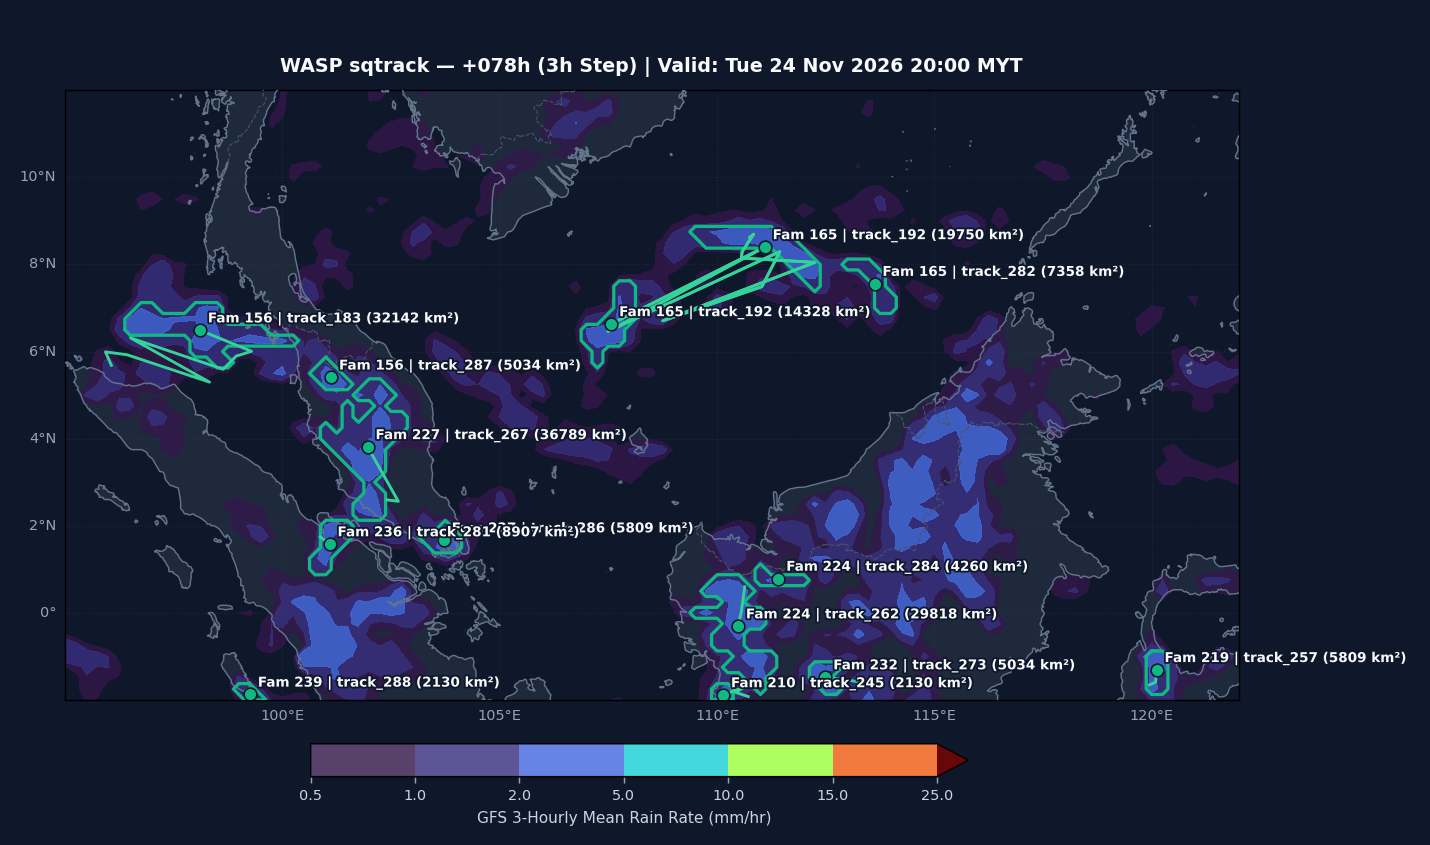 WASP sqtrack — +078h (3h Step) | Valid: Tue 24 Nov 2026 20:00 MYT
10°N
8°N
6°N
4°N
2°N
0°
Fam 165 | track_192 (19750 km²)
Fam 165 | track_282 (7358 km²)
Fam 165 | track_192 (14328 km²)
Fam 156 | track_183 (32142 km²)
Fam 156 | track_287 (5034 km²)
Fam 227 | track_267 (36789 km²)
Fam 236 | track_281 (8907 km²)
track_286 (5809 km²)
Fam 224 | track_284 (4260 km²)
Fam 224 | track_262 (29818 km²)
Fam 219 | track_257 (5809 km²)
Fam 232 | track_273 (5034 km²)
Fam 239 | track_288 (2130 km²)
Fam 210 | track_245 (2130 km²)
100°E 105°E 110°E 115°E 120°E
0.5 1.0 2.0 5.0 10.0 15.0 25.0
GFS 3-Hourly Mean Rain Rate (mm/hr)